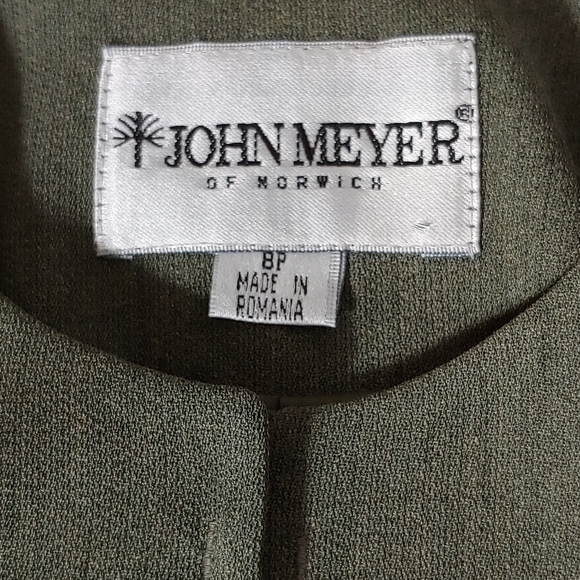 JOHN MEYER®
OF NORWICH
8P
MADE IN
ROMANIA